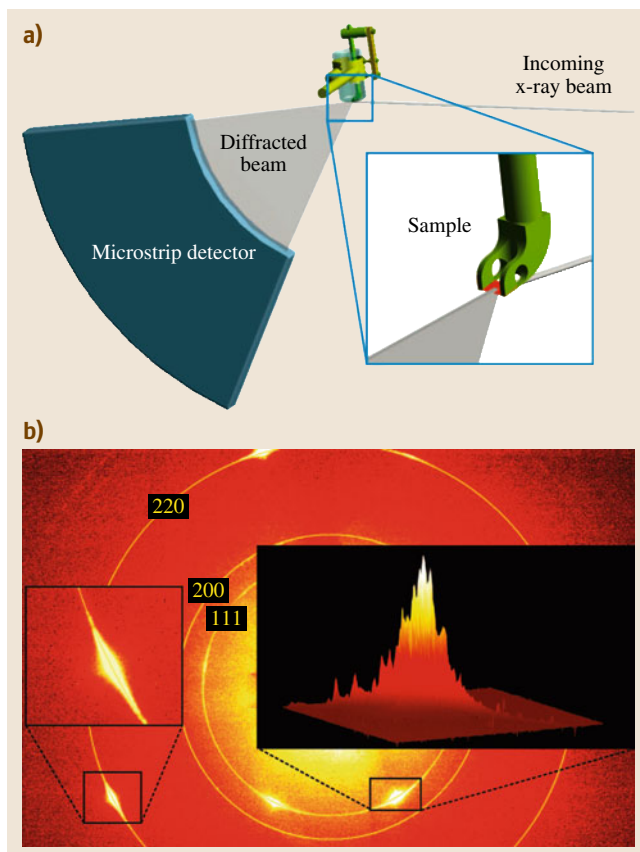 a)
Incoming
x-ray beam
Diffracted
beam
Sample
Microstrip detector
b)
220
200
111